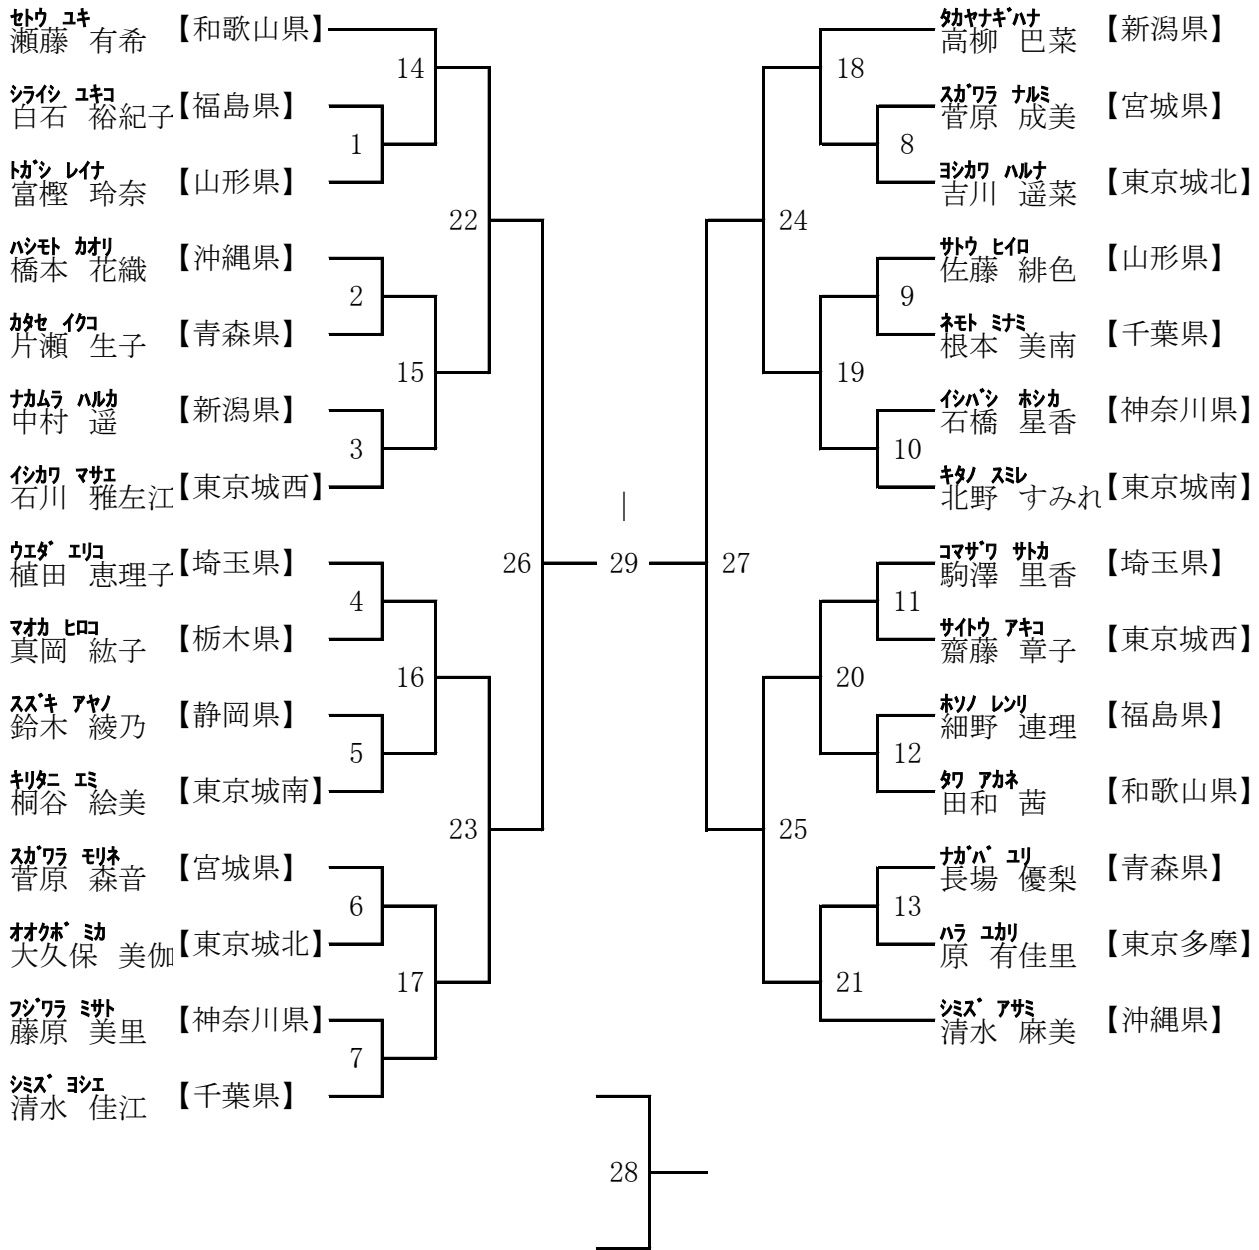 セトウ ユキ
瀬藤 有希 【和歌山県】
14
シライシ ユキコ
白石 裕紀子【福島県】
1
トガシ レイナ
富樫 玲奈 【山形県】
22
ハシモト カオリ
橋本 花織 【沖縄県】
2
カタセ イクコ
片瀬 生子 【青森県】
15
ナカムラ ハルカ
中村 遥 【新潟県】
3
イシカワ マサエ
石川 雅左江【東京城西】
26
ウエダ エリコ
植田 恵理子【埼玉県】
4
マオカ ヒロコ
真岡 紘子 【栃木県】
16
スズキ アヤノ
鈴木 綾乃 【静岡県】
5
キリタニ エミ
桐谷 絵美 【東京城南】
23
スガワラ モリネ
菅原 森音 【宮城県】
6
オオクボ ミカ
大久保 美伽【東京城北】
17
フジワラ ミサト
藤原 美里 【神奈川県】
7
シミズ ヨシエ
清水 佳江 【千葉県】
29
28
タカヤナギ ハナ
高柳 巴菜 【新潟県】
18
スガワラ ナルミ
菅原 成美 【宮城県】
8
ヨシカワ ハルナ
吉川 遥菜 【東京城北】
24
サトウ ヒイロ
佐藤 緋色 【山形県】
9
ネモト ミナミ
根本 美南 【千葉県】
19
イシバシ ホシカ
石橋 星香 【神奈川県】
10
キタノ スミレ
北野 すみれ【東京城南】
27
コマザワ サトカ
駒澤 里香 【埼玉県】
11
サイトウ アキコ
齋藤 章子 【東京城西】
20
ホソノ レンリ
細野 連理 【福島県】
12
タワ アカネ
田和 茜 【和歌山県】
25
ナガバ ユリ
長場 優梨 【青森県】
13
ハラ ユカリ
原 有佳里 【東京多摩】
21
シミズ アサミ
清水 麻美 【沖縄県】